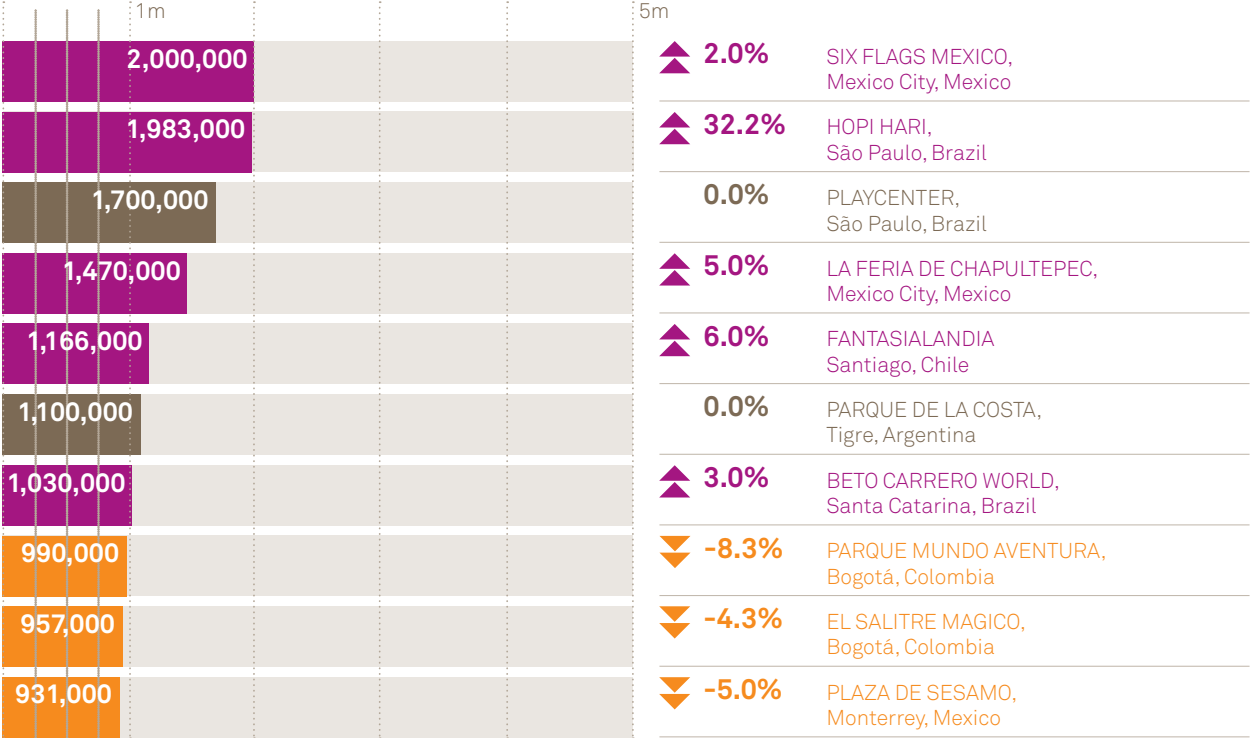 1m 5m
2,000,000 2.0% SIX FLAGS MEXICO,
Mexico City, Mexico
1,983,000 32.2% HOPI HARI,
São Paulo, Brazil
1,700,000 0.0% PLAYCENTER,
São Paulo, Brazil
1,470,000 5.0% LA FERIA DE CHAPULTEPEC,
Mexico City, Mexico
1,166,000 6.0% FANTASIALANDIA
Santiago, Chile
1,100,000 0.0% PARQUE DE LA COSTA,
Tigre, Argentina
1,030,000 3.0% BETO CARRERO WORLD,
Santa Catarina, Brazil
990,000 -8.3% PARQUE MUNDO AVENTURA,
Bogotá, Colombia
957,000 -4.3% EL SALITRE MAGICO,
Bogotá, Colombia
931,000 -5.0% PLAZA DE SESAMO,
Monterrey, Mexico